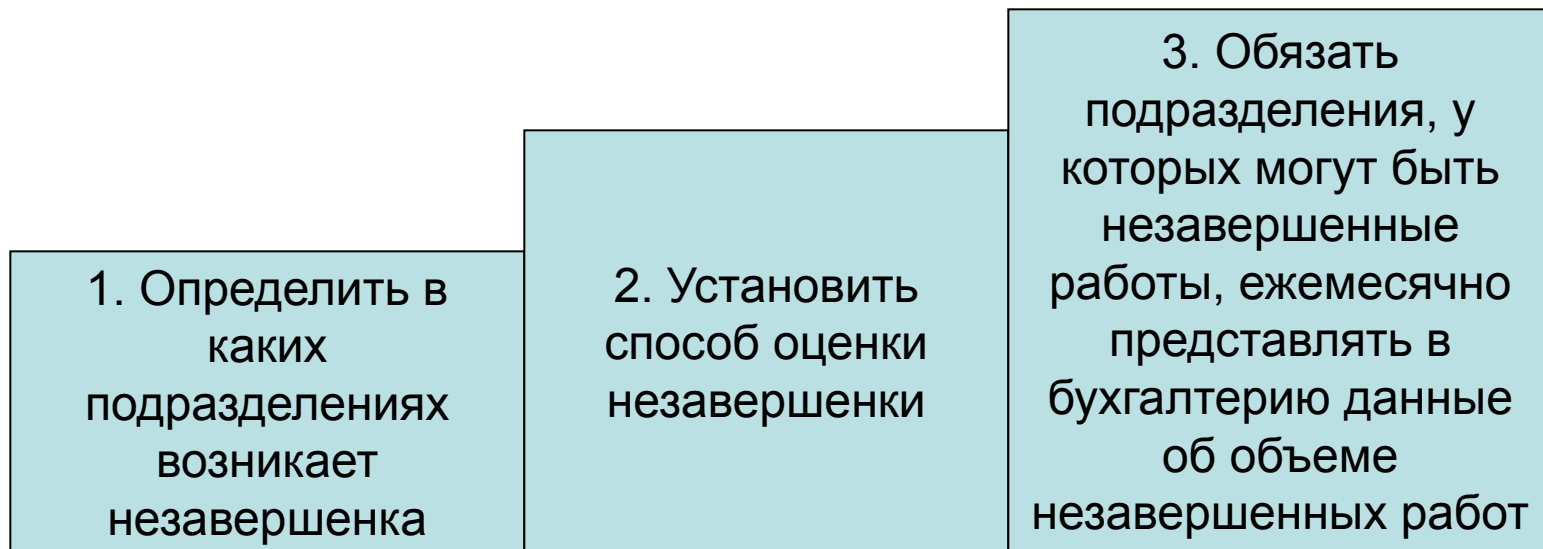 1. Определить в
каких
подразделениях
возникает
незавершенка
2. Установить
способ оценки
незавершенки
3. Обязать
подразделения, у
которых могут быть
незавершенные
работы, ежемесячно
представлять в
бухгалтерию данные
об объеме
незавершенных работ